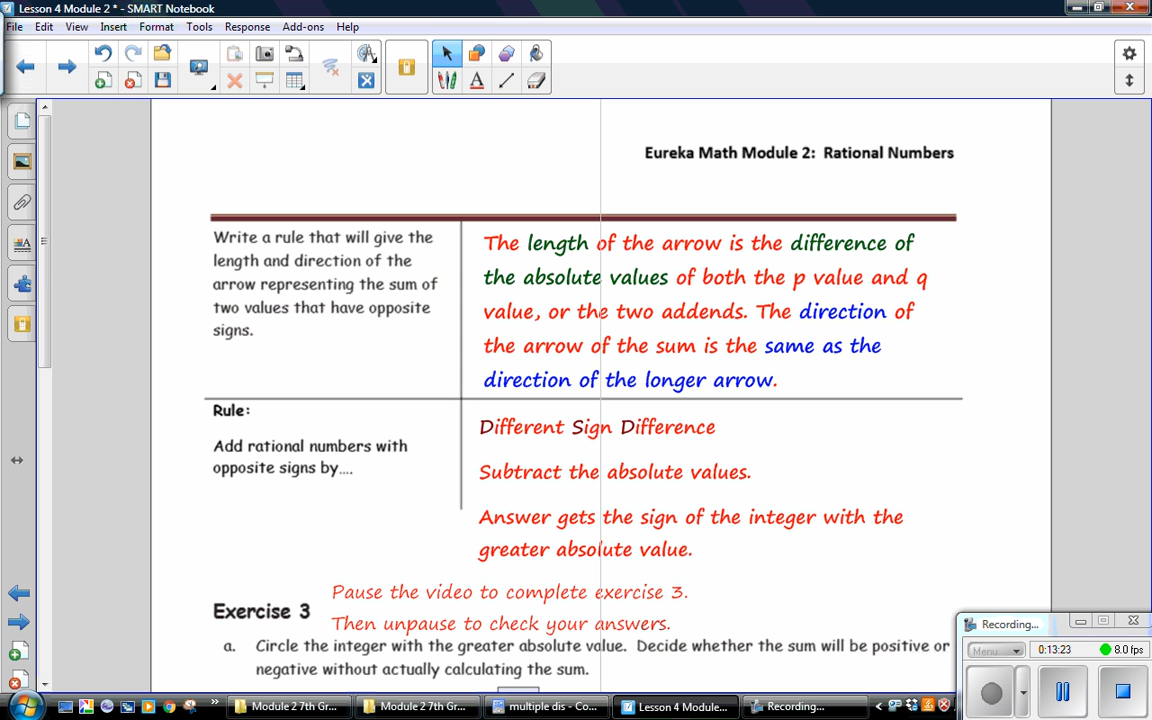 Lesson 4 Module 2 * - SMART Notebook
File Edit View Insert Format Tools Response Add-ons Help
Eureka Math Module 2: Rational Numbers
Write a rule that will give the
length and direction of the
arrow representing the sum of
two values that have opposite
signs.
The length of the arrow is the difference of
the absolute values of both the p value and q
value, or the two addends. The direction of
the arrow of the sum is the same as the
direction of the longer arrow.
Rule:
Add rational numbers with
opposite signs by....
Different Sign Difference
Subtract the absolute values.
Answer gets the sign of the integer with the
greater absolute value.
Pause the video to complete exercise 3.
Exercise 3
Then unpause to check your answers.
a. Circle the integer with the greater absolute value. Decide whether the sum will be positive or
negative without actually calculating the sum.
Recording...
Menu 0:13:23 8.0 fps
Module 2 7th Gr... Module 2 7th Gr... multiple dis - Co... Lesson 4 Module... Recording... 7:06 PM